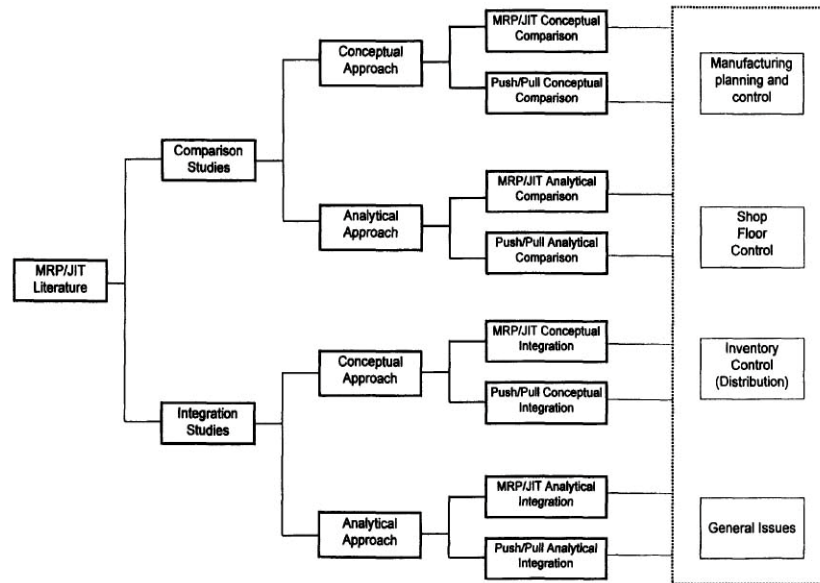 MRP/JIT
Literature
Comparison
Studies
Integration
Studies
Conceptual
Approach
Analytical
Approach
Conceptual
Approach
Analytical
Approach
MRP/JIT Conceptual
Comparison
Push/Pull Conceptual
Comparison
MRP/JIT Analytical
Comparison
Push/Pull Analytical
Comparison
MRP/JIT Conceptual
Integration
Push/Pull Conceptual
Integration
MRP/JIT Analytical
Integration
Push/Pull Analytical
Integration
Manufacturing
planning and
control
Shop
Floor
Control
Inventory
Control
(Distribution)
General Issues